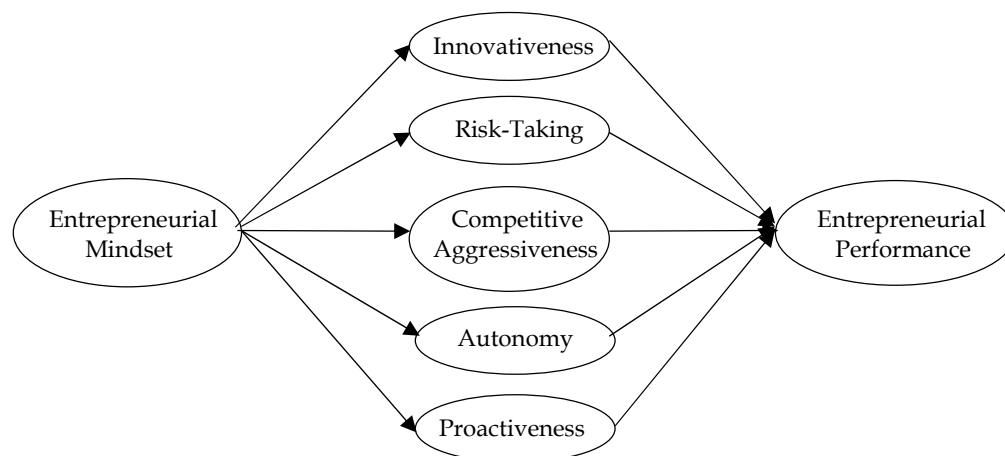 Innovativeness
Risk-Taking
Entrepreneurial
Mindset
Competitive
Aggressiveness
Entrepreneurial
Performance
Autonomy
Proactiveness